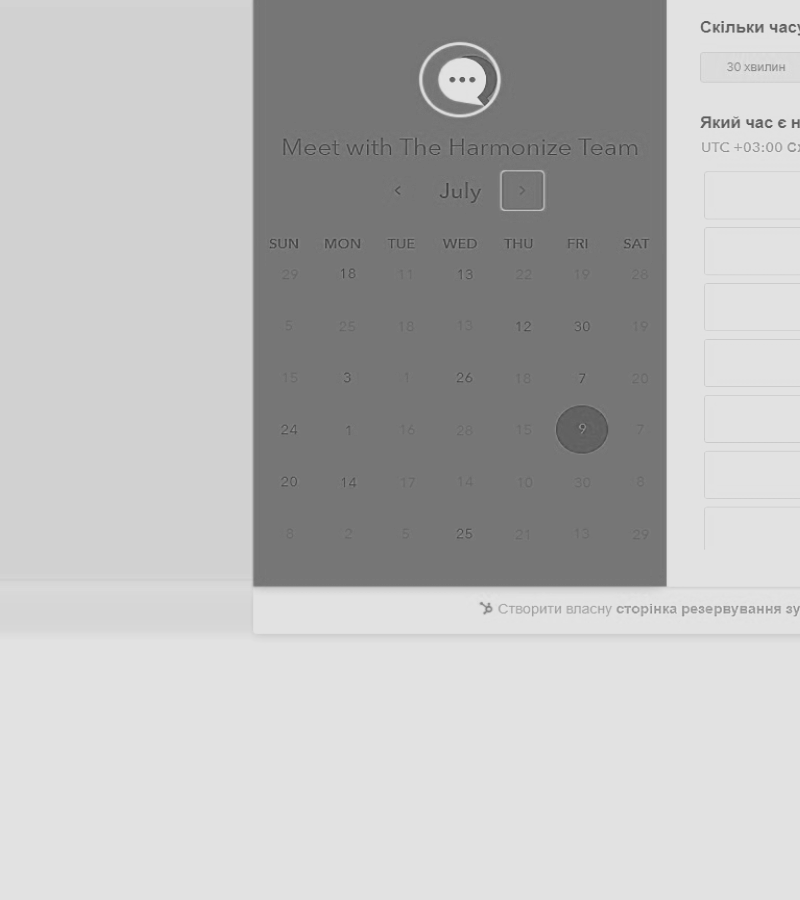 Meet with The Harmonize Team
July
SUN MON TUE WED THU FRI SAT
29 18 11 13 22 19 28
5 25 18 13 12 30 19
15 3 1 26 18 7 20
24 1 16 28 15 9 7
20 14 17 14 10 30 8
8 2 5 25 21 13 29
Скільки часу
30 хвилин
Який час є н
UTC +03:00 Сх
Створити власну сторінка резервування зу